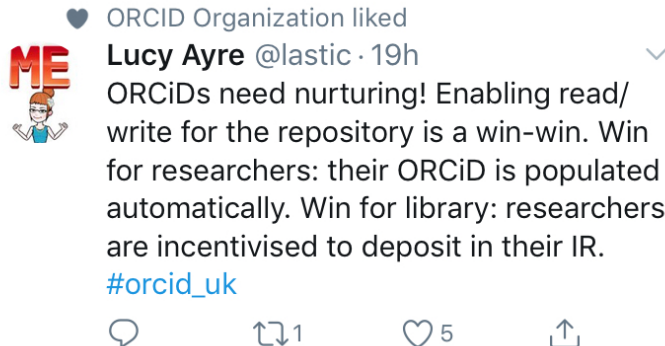 ORCID Organization liked
ME
Lucy Ayre @lastic · 19h
ORCiDs need nurturing! Enabling read/
write for the repository is a win-win. Win
for researchers: their ORCiD is populated
automatically. Win for library: researchers
are incentivised to deposit in their IR.
#orcid_uk
1 5